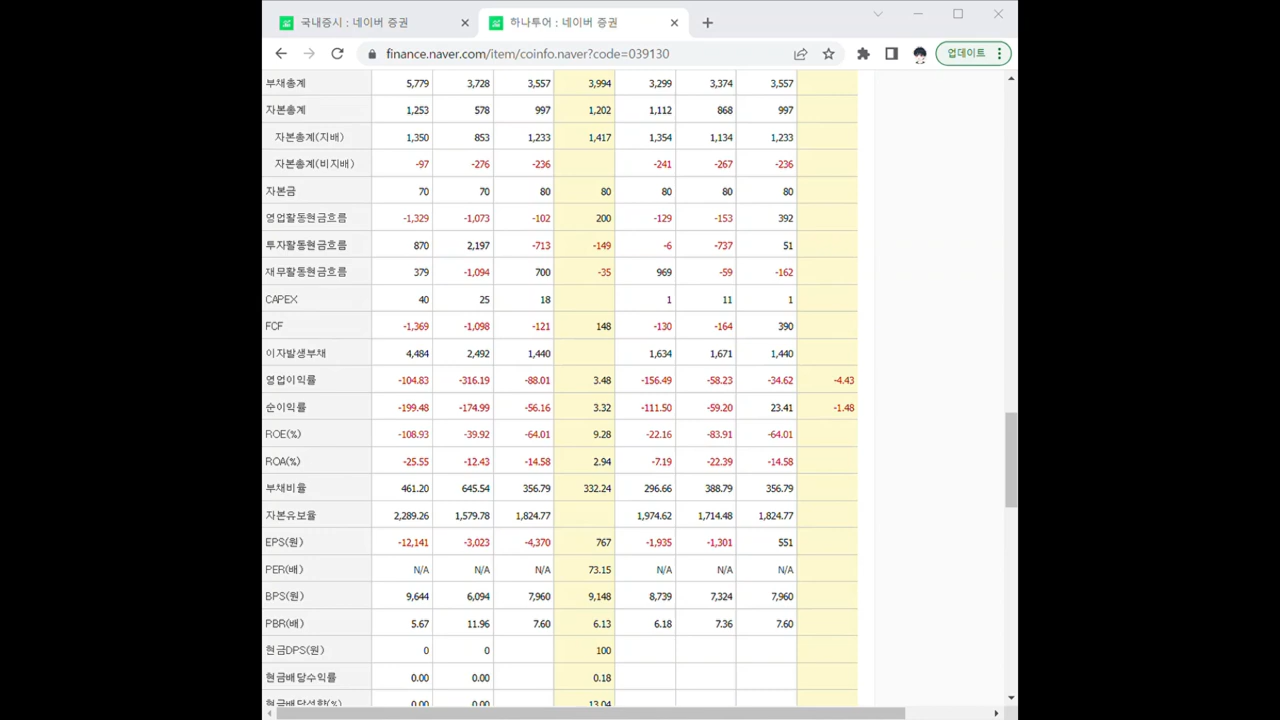 국내증시 : 네이버 증권
하나투어 : 네이버 증권
finance.naver.com/item/coinfo.naver?code=039130
업데이트
부채총계 5,779 3,728 3,557 3,994 3,299 3,374 3,557
자본총계 1,253 578 997 1,202 1,112 868 997
자본총계(지배) 1,350 853 1,233 1,417 1,354 1,134 1,233
자본총계(비지배) -97 -276 -236 -241 -267 -236
자본금 70 70 80 80 80 80 80
영업활동현금흐름 -1,329 -1,073 -102 200 -129 -153 392
투자활동현금흐름 870 2,197 -713 -149 -6 -737 51
재무활동현금흐름 379 -1,094 700 -35 969 -59 -162
CAPEX 40 25 18 1 11 1
FCF -1,369 -1,098 -121 148 -130 -164 390
이자발생부채 4,484 2,492 1,440 1,634 1,671 1,440
영업이익률 -104.83 -316.19 -88.01 3.48 -156.49 -58.23 -34.62 -4.43
순이익률 -199.48 -174.99 -56.16 3.32 -111.50 -59.20 23.41 -1.48
ROE(%) -108.93 -39.92 -64.01 9.28 -22.16 -83.91 -64.01
ROA(%) -25.55 -12.43 -14.58 2.94 -7.19 -22.39 -14.58
부채비율 461.20 645.54 356.79 332.24 296.66 388.79 356.79
자본유보율 2,289.26 1,579.78 1,824.77 1,974.62 1,714.48 1,824.77
EPS(원) -12,141 -3,023 -4,370 767 -1,935 -1,301 551
PER(배) N/A N/A N/A 73.15 N/A N/A N/A
BPS(원) 9,644 6,094 7,960 9,148 8,739 7,324 7,960
PBR(배) 5.67 11.96 7.60 6.13 6.18 7.36 7.60
현금DPS(원) 0 0 100
현금배당수익률 0.00 0.00 0.18
현금배당성향(%) 0.00 0.00 13.04